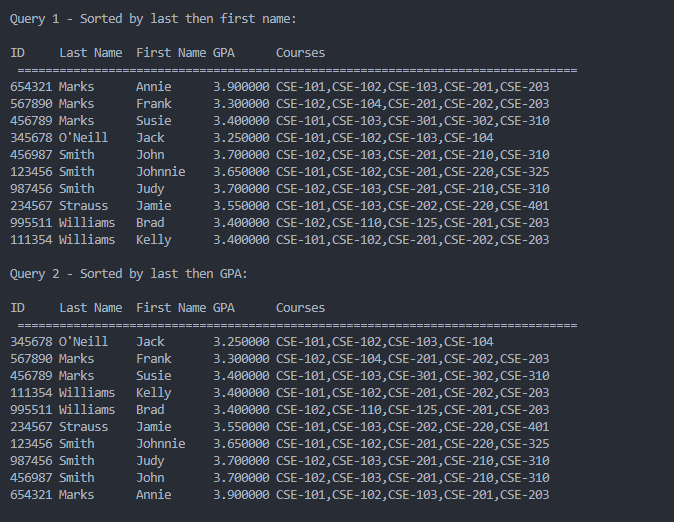 Query 1 - Sorted by last then first name:
ID     Last Name  First Name GPA      Courses
================================================================================
654321 Marks      Annie      3.900000 CSE-101,CSE-102,CSE-103,CSE-201,CSE-203
567890 Marks      Frank      3.300000 CSE-102,CSE-104,CSE-201,CSE-202,CSE-203
456789 Marks      Susie      3.400000 CSE-101,CSE-103,CSE-301,CSE-302,CSE-310
345678 O'Neill    Jack       3.250000 CSE-101,CSE-102,CSE-103,CSE-104
456987 Smith      John       3.700000 CSE-102,CSE-103,CSE-201,CSE-210,CSE-310
123456 Smith      Johnnie    3.650000 CSE-101,CSE-102,CSE-201,CSE-220,CSE-325
987456 Smith      Judy       3.700000 CSE-102,CSE-103,CSE-201,CSE-210,CSE-310
234567 Strauss    Jamie      3.550000 CSE-101,CSE-103,CSE-202,CSE-220,CSE-401
995511 Williams   Brad       3.400000 CSE-102,CSE-110,CSE-125,CSE-201,CSE-203
111354 Williams   Kelly      3.400000 CSE-101,CSE-102,CSE-201,CSE-202,CSE-203
Query 2 - Sorted by last then GPA:
ID     Last Name  First Name GPA      Courses
================================================================================
345678 O'Neill    Jack       3.250000 CSE-101,CSE-102,CSE-103,CSE-104
567890 Marks      Frank      3.300000 CSE-102,CSE-104,CSE-201,CSE-202,CSE-203
456789 Marks      Susie      3.400000 CSE-101,CSE-103,CSE-301,CSE-302,CSE-310
111354 Williams   Kelly      3.400000 CSE-101,CSE-102,CSE-201,CSE-202,CSE-203
995511 Williams   Brad       3.400000 CSE-102,CSE-110,CSE-125,CSE-201,CSE-203
234567 Strauss    Jamie      3.550000 CSE-101,CSE-103,CSE-202,CSE-220,CSE-401
123456 Smith      Johnnie    3.650000 CSE-101,CSE-102,CSE-201,CSE-220,CSE-325
987456 Smith      Judy       3.700000 CSE-102,CSE-103,CSE-201,CSE-210,CSE-310
456987 Smith      John       3.700000 CSE-102,CSE-103,CSE-201,CSE-210,CSE-310
654321 Marks      Annie      3.900000 CSE-101,CSE-102,CSE-103,CSE-201,CSE-203